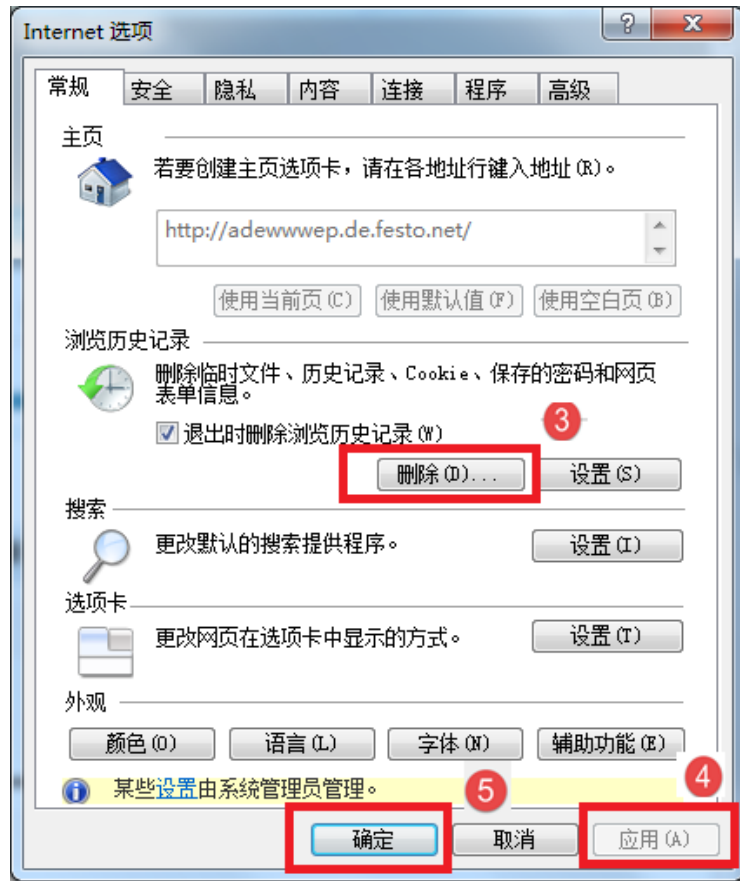 Internet 选项
?
X
常规 安全 隐私 内容 连接 程序 高级
主页
若要创建主页选项卡，请在各地址行键入地址(R)。
http://adewwwep.de.festo.net/
使用当前页(C) 使用默认值(F) 使用空白页(B)
浏览历史记录
删除临时文件、历史记录、Cookie、保存的密码和网页
表单信息。
3
退出时删除浏览历史记录(W)
删除(D)... 设置(S)
搜索
更改默认的搜索提供程序。 设置(I)
选项卡
更改网页在选项卡中显示的方式。 设置(T)
外观
颜色(O) 语言(L) 字体(N) 辅助功能(E)
某些设置由系统管理员管理。
5 4
确定 取消 应用(A)